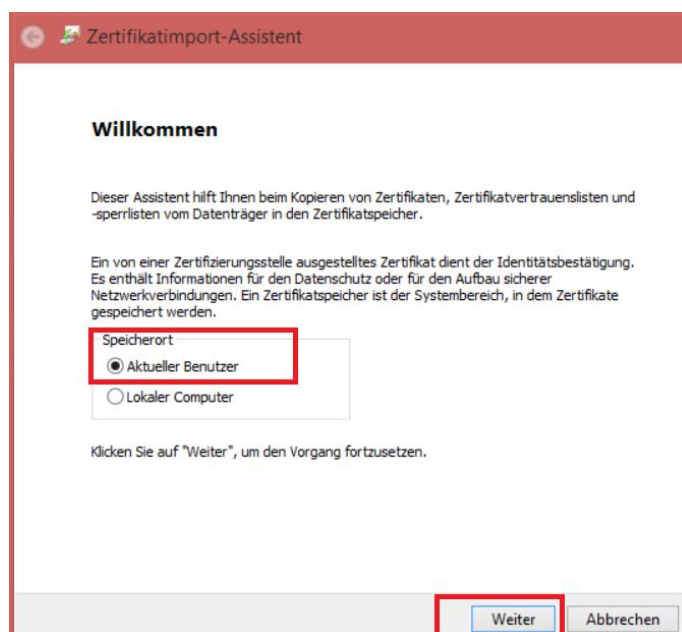 Zertifikatimport-Assistent
Willkommen
Dieser Assistent hilft Ihnen beim Kopieren von Zertifikaten, Zertifikatvertrauenslisten und
-sperrlisten vom Datenträger in den Zertifikatspeicher.
Ein von einer Zertifizierungsstelle ausgestelltes Zertifikat dient der Identitätsbestätigung.
Es enthält Informationen für den Datenschutz oder für den Aufbau sicherer
Netzwerkverbindungen. Ein Zertifikatspeicher ist der Systembereich, in dem Zertifikate
gespeichert werden.
Speicherort
Aktueller Benutzer
Lokaler Computer
Klicken Sie auf "Weiter", um den Vorgang fortzusetzen.
Weiter Abbrechen